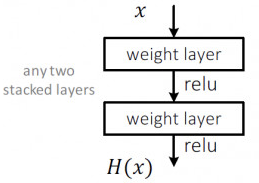 x
weight layer
any two
stacked layers
relu
weight layer
relu
H(x)